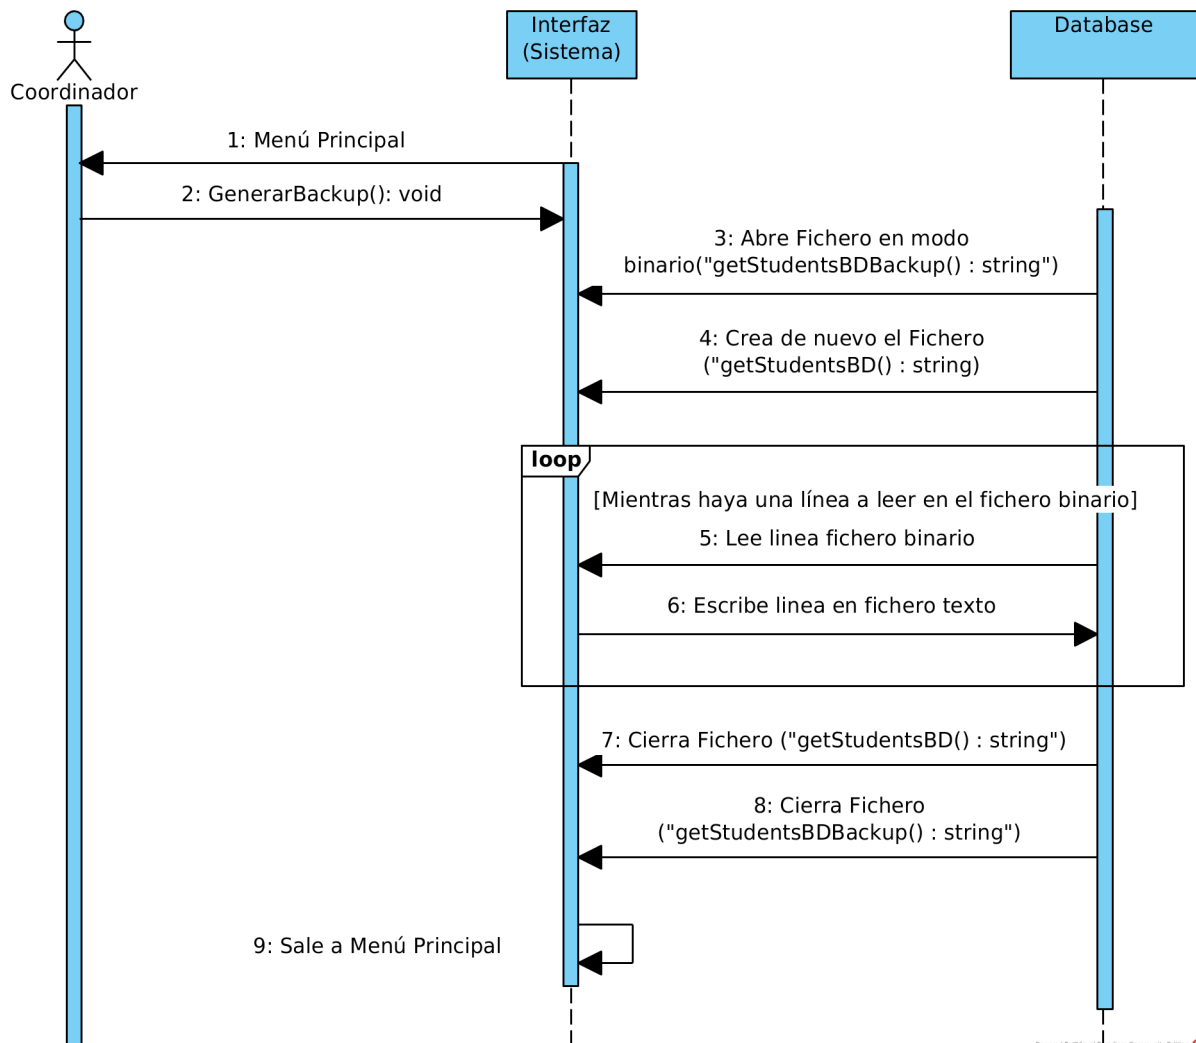 Interfaz
(Sistema)
Database
Coordinador
1: Menú Principal
2: GenerarBackup(): void
3: Abre Fichero en modo
binario("getStudentsBDBackup() : string")
4: Crea de nuevo el Fichero
("getStudentsBD() : string)
loop
[Mientras haya una línea a leer en el fichero binario]
5: Lee linea fichero binario
6: Escribe linea en fichero texto
7: Cierra Fichero ("getStudentsBD() : string")
8: Cierra Fichero
("getStudentsBDBackup() : string")
9: Sale a Menú Principal